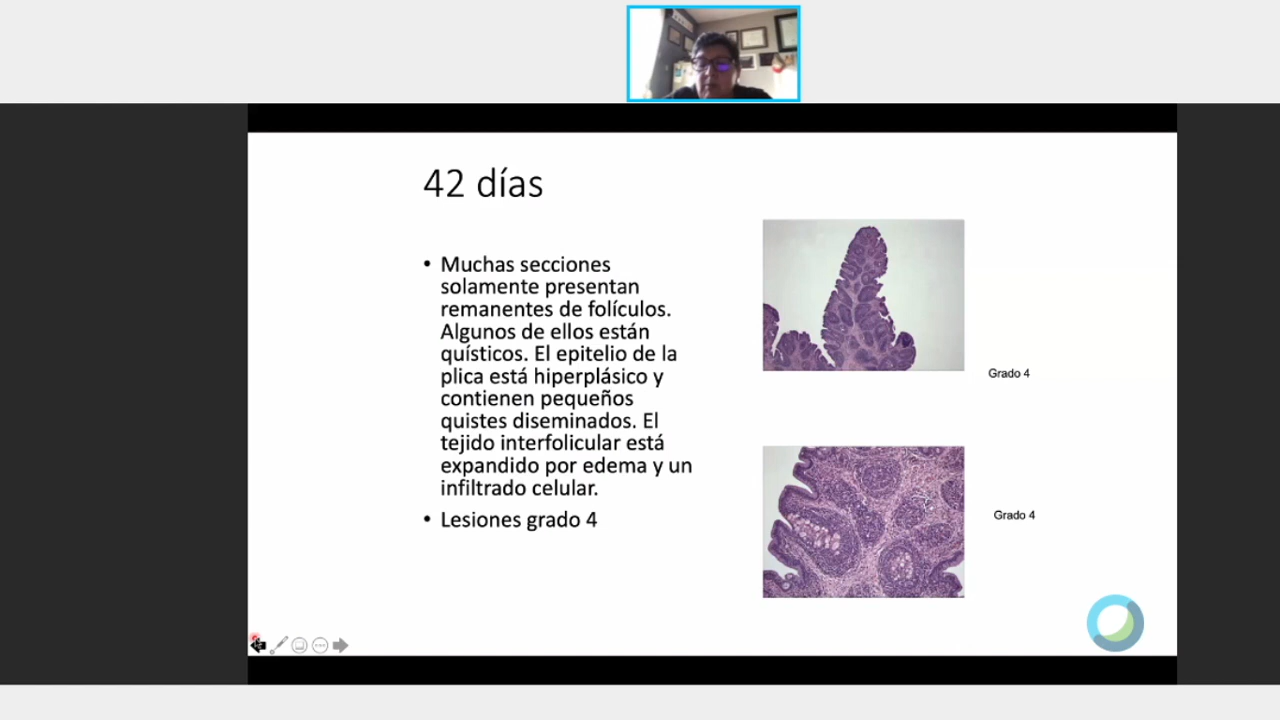 42 días
• Muchas secciones
solamente presentan
remanentes de folículos.
Algunos de ellos están
quísticos. El epitelio de la
plica está hiperplásico y
contienen pequeños
quistes diseminados. El
tejido interfolicular está
expandido por edema y un
infiltrado celular.
• Lesiones grado 4
Grado 4
Grado 4